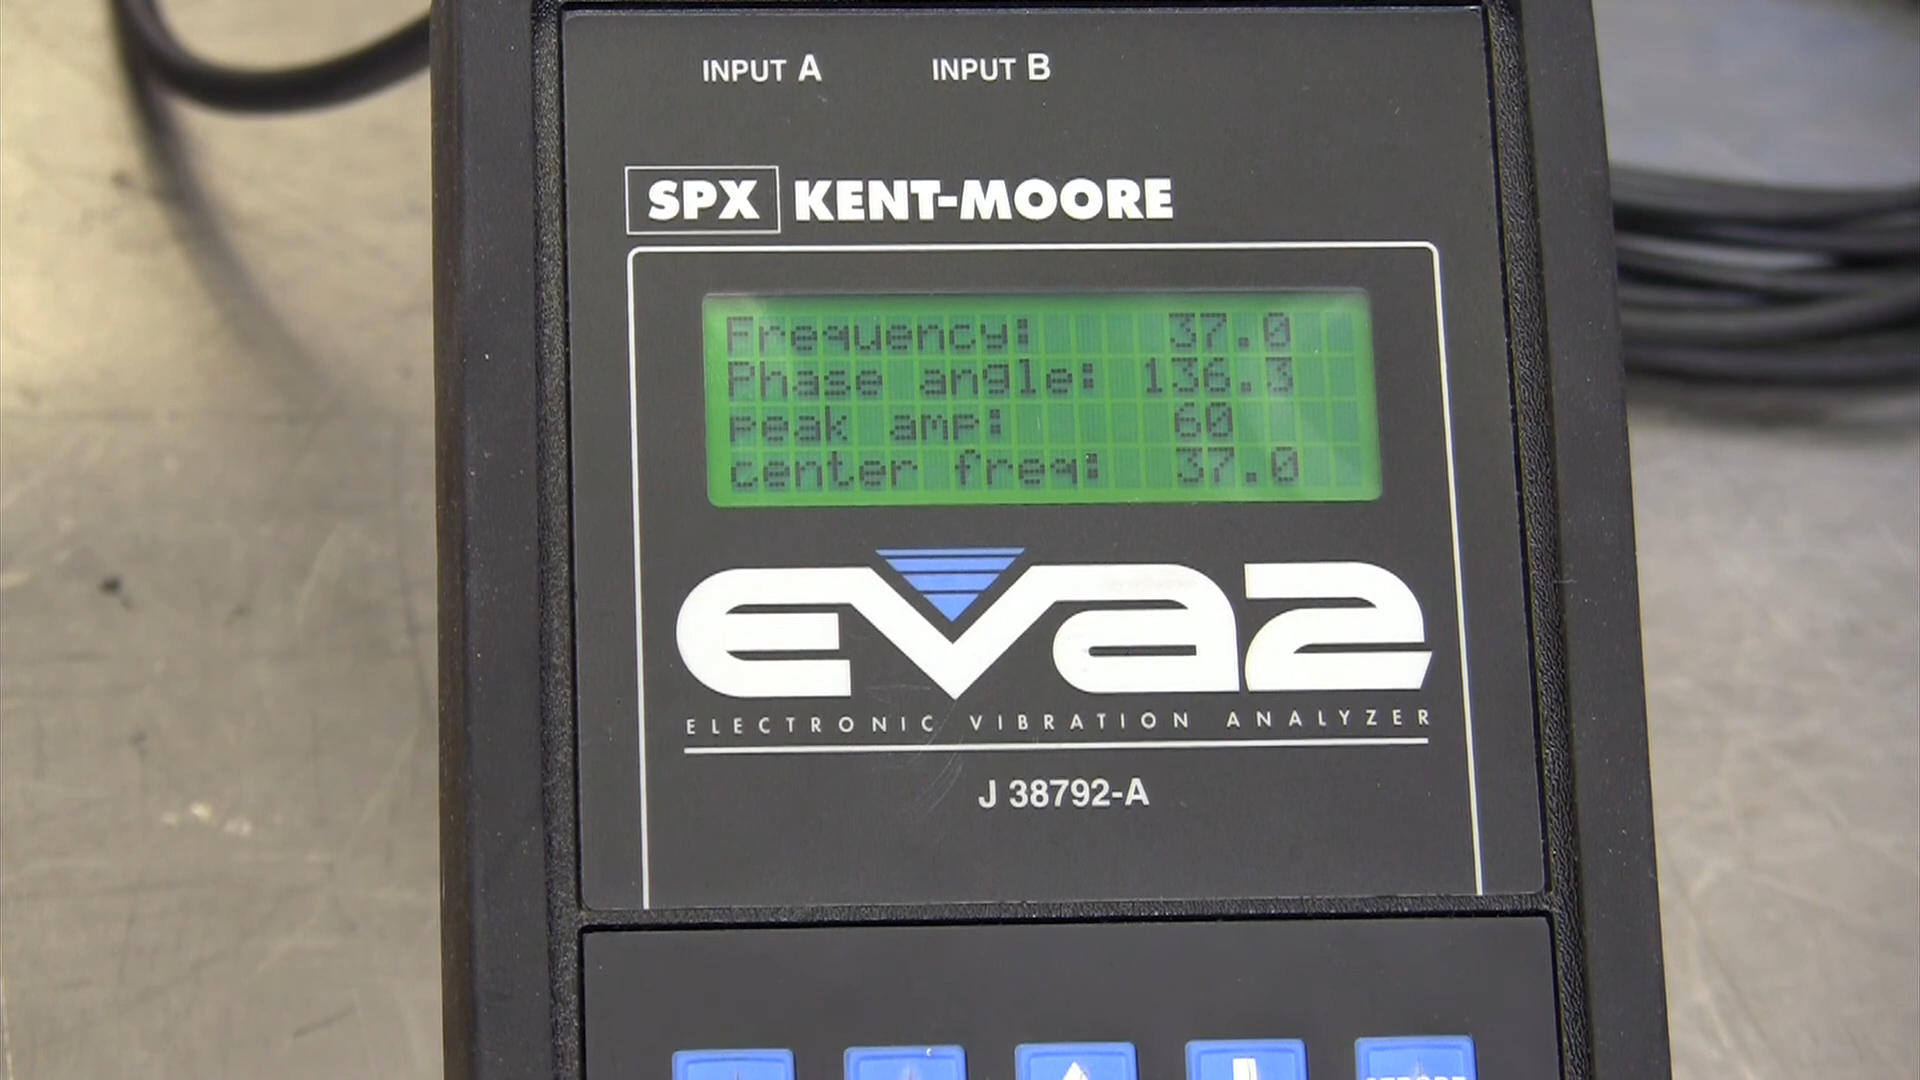 INPUT A INPUT B
SPX KENT-MOORE
Frequency: 37.0
Phase angle: 136.3
peak amp: 60
center freq: 37.0
eva2
ELECTRONIC VIBRATION ANALYZER
J 38792-A